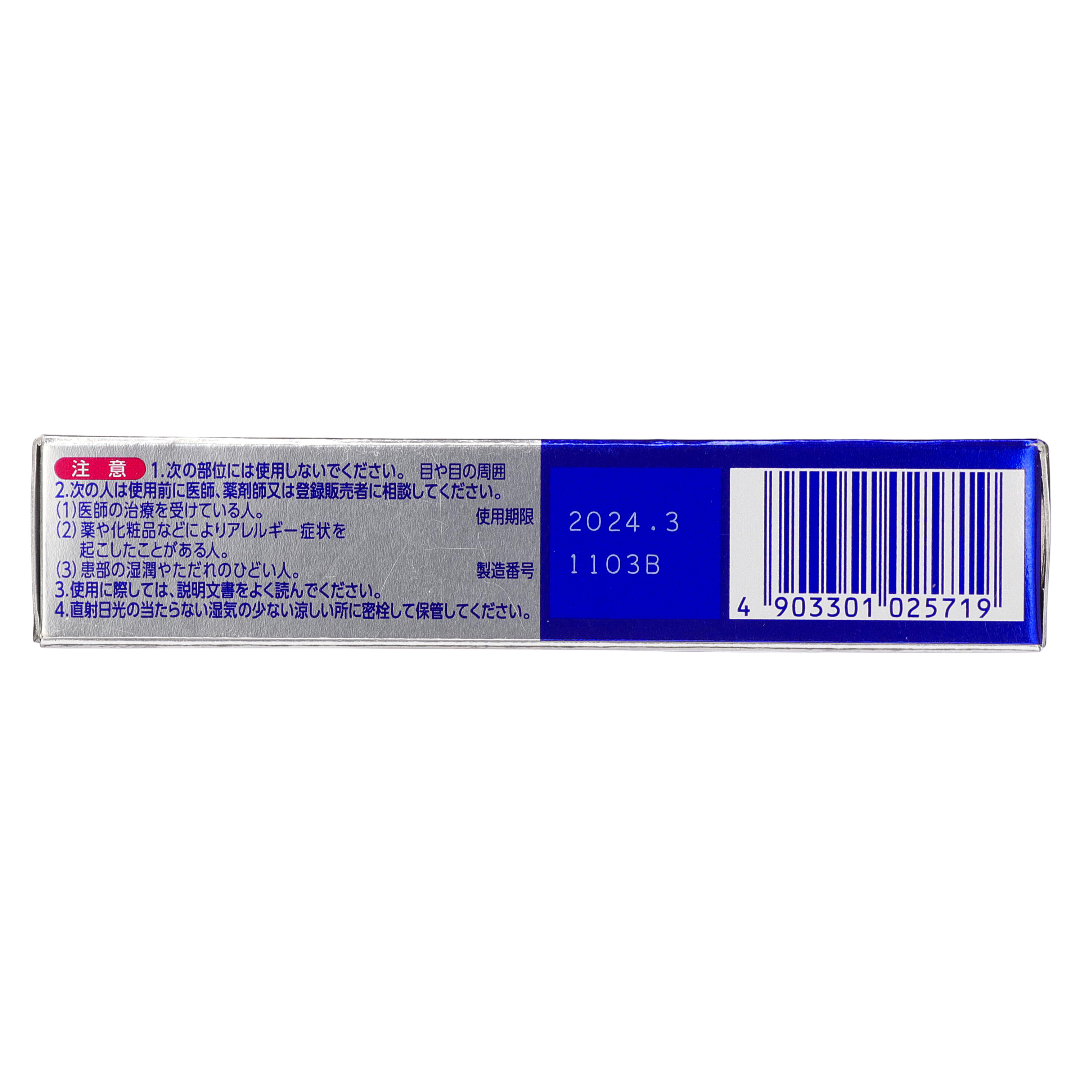 注意 1.次の部位には使用しないでください。 目や目の周囲
2.次の人は使用前に医師、薬剤師又は登録販売者に相談してください。
(1)医師の治療を受けている人。
(2)薬や化粧品などによりアレルギー症状を
起こしたことがある人。
(3)患部の湿潤やただれのひどい人。
3.使用に際しては、説明文書をよく読んでください。
4.直射日光の当たらない湿気の少ない涼しい所に密栓して保管してください。
使用期限 2024.3
製造番号 1103B
4 903301 025719